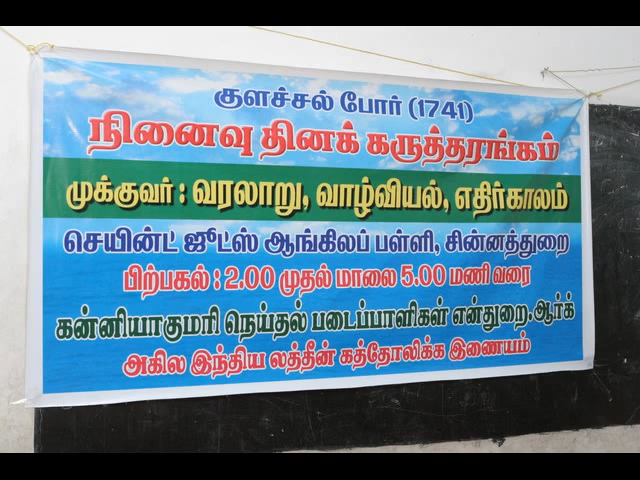 குளச்சல் போர் (1741)
நினைவு தினக் கருத்தரங்கம்
முக்குவர் : வரலாறு, வாழ்வியல், எதிர்காலம்
செயின்ட் ஜூட்ஸ் ஆங்கிலப் பள்ளி, சின்னத்துறை
பிற்பகல் : 2.00 முதல் மாலை 5.00 மணி வரை
கன்னியாகுமரி நெய்தல் படைப்பாளிகள் என்துறை.ஆர்க்
அகில இந்திய லத்தீன் கத்தோலிக்க இணையம்